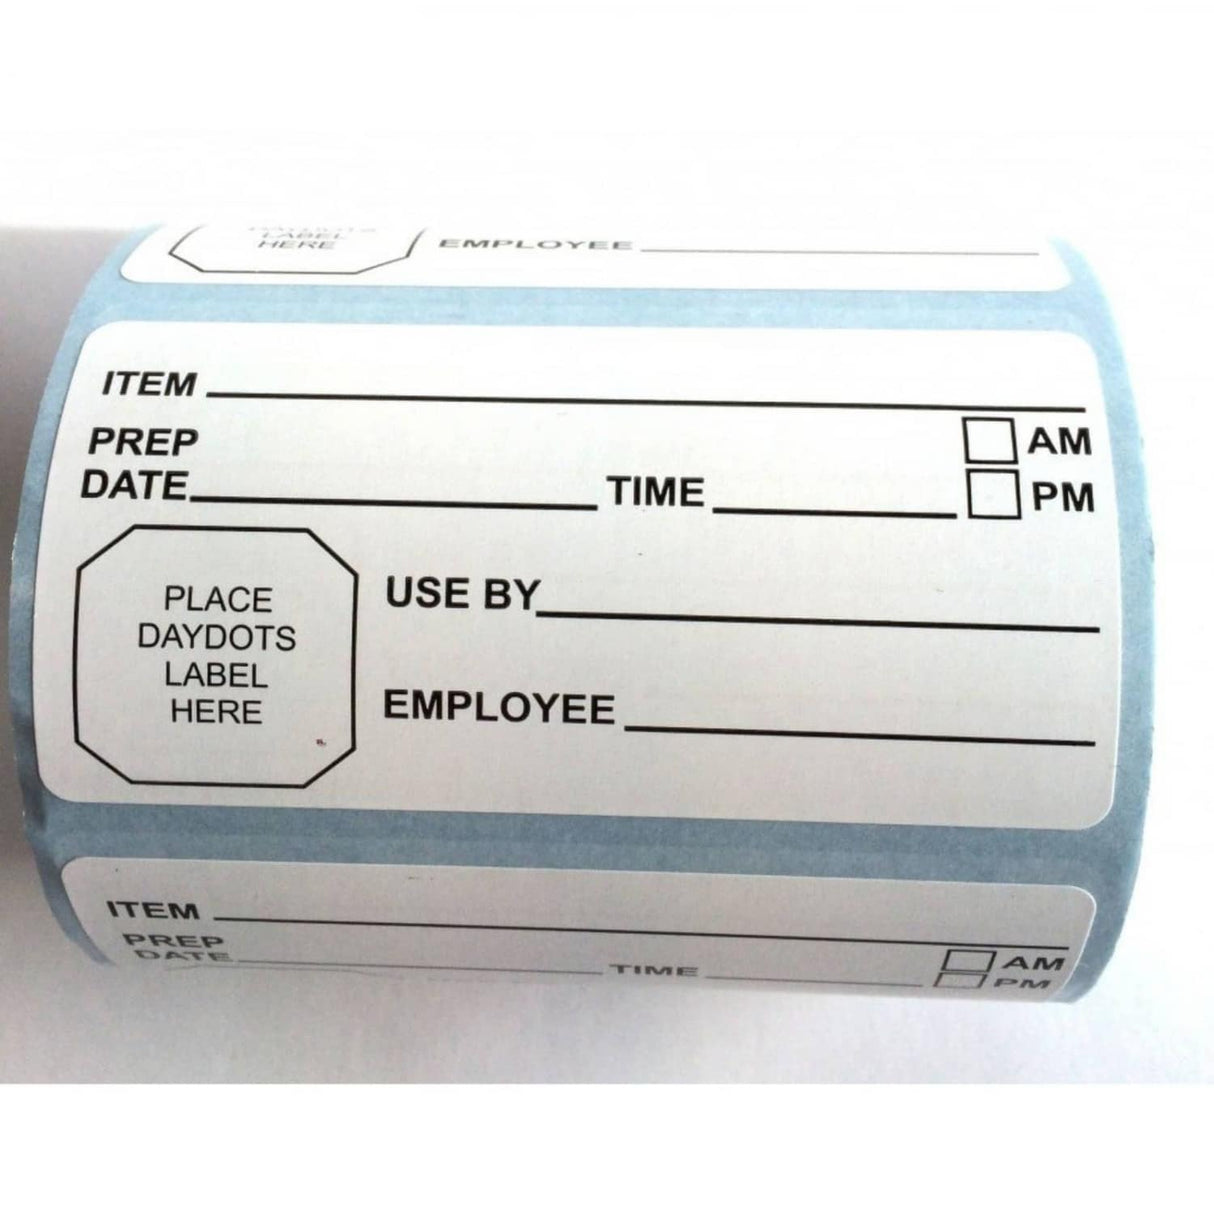 DAYDOTS
LABEL
HERE
EMPLOYEE
ITEM
PREP
DATE TIME AM
PM
PLACE
DAYDOTS
LABEL
HERE
USE BY
EMPLOYEE
ITEM
PREP
DATE TIME AM
PM